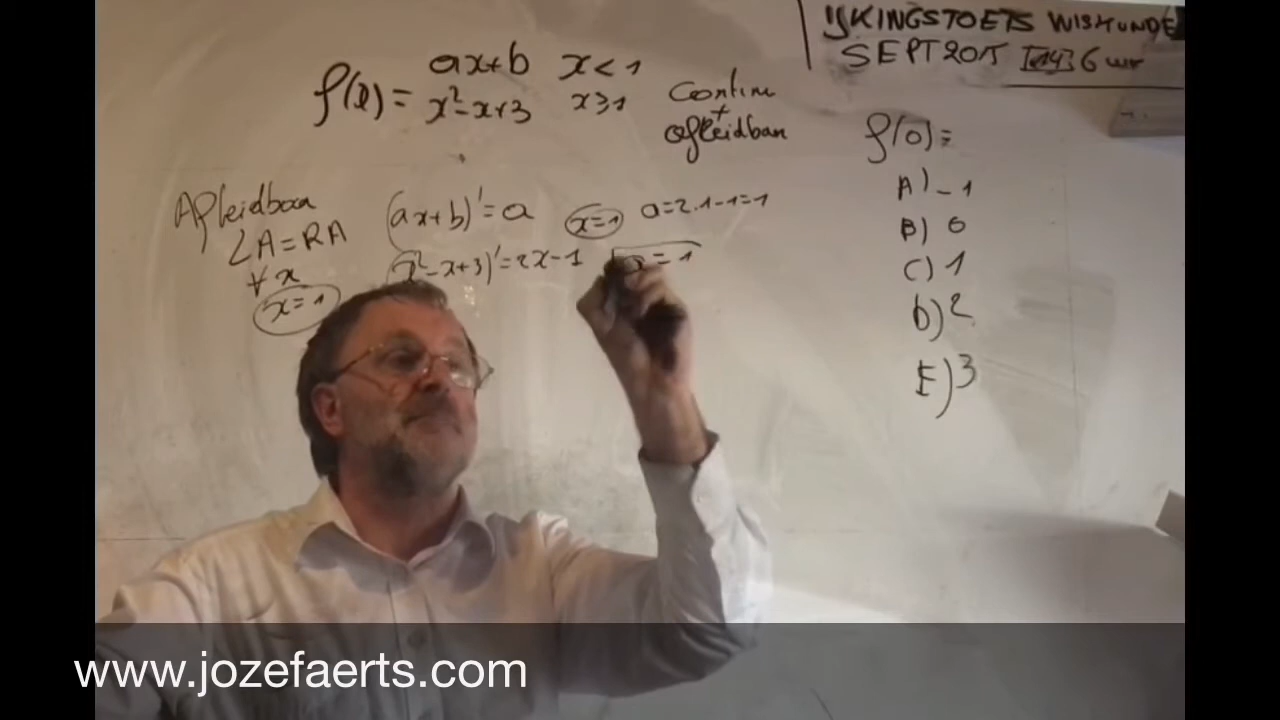 IJKINGSTOETS WISKUNDE
SEPT 2015 [14] 6 uur
ax+b x<1
f(x)=
x²-x+3 x≥1
Continu
+
afleidbaar
f(0)=
A) -1
B) 0
C) 1
D) 2
E) 3
Afleidbaar
LA=RA
∀x
x=1
(ax+b)'=a x=1 a=2.1-1=1
(x²-x+3)'=2x-1 a=1
www.jozefaerts.com